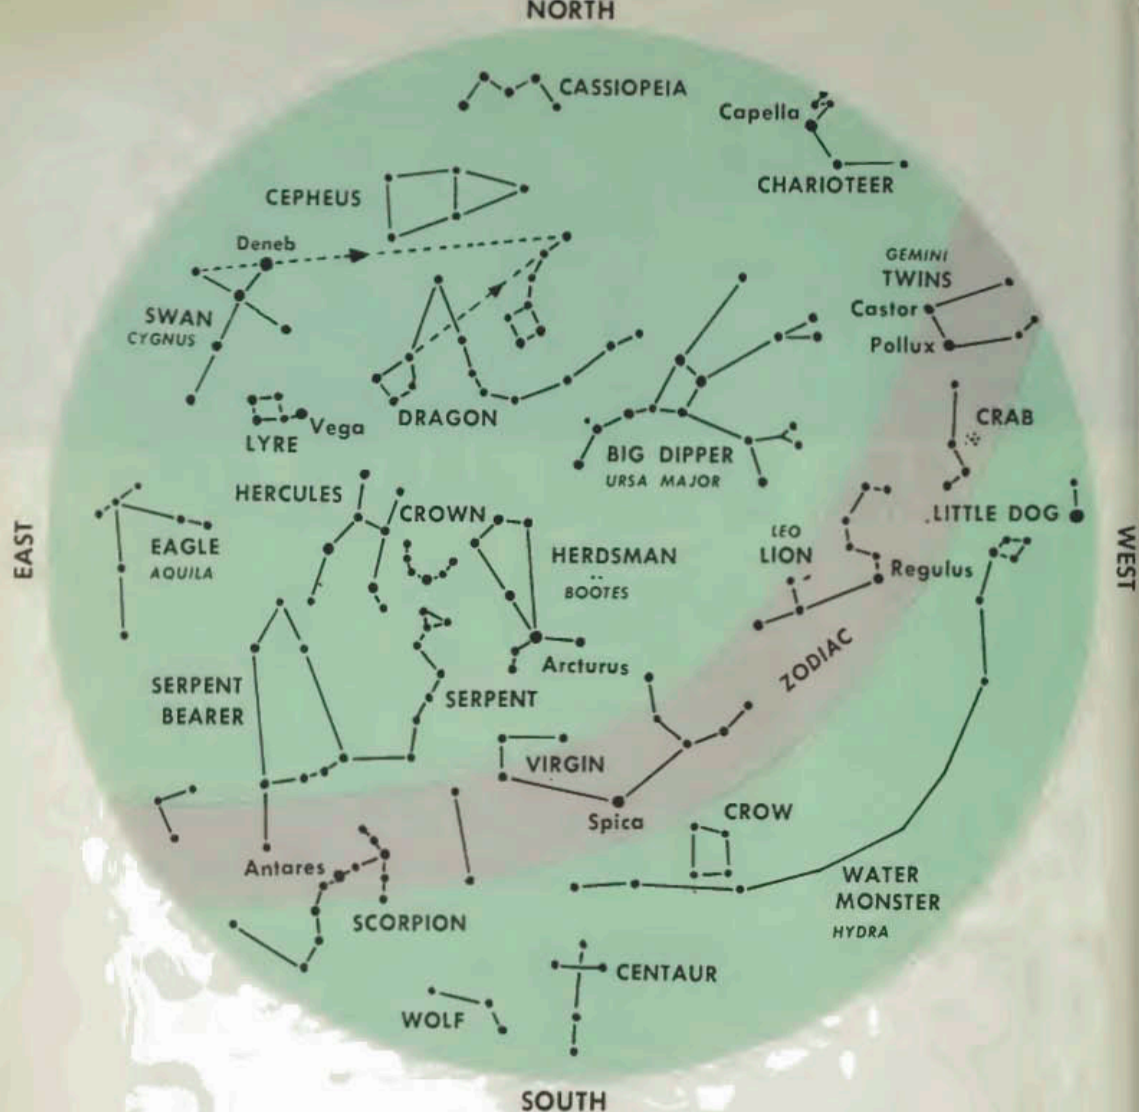 NORTH
CASSIOPEIA
Capella
CHARIOTEER
CEPHEUS
Deneb
GEMINI
TWINS
Castor
Pollux
SWAN
CYGNUS
DRAGON
Vega
LYRE
CRAB
BIG DIPPER
URSA MAJOR
HERCULES
CROWN
LITTLE DOG
EAST
EAGLE
AQUILA
HERDSMAN
BOÖTES
LEO
LION
Regulus
WEST
Arcturus
ZODIAC
SERPENT
BEARER
SERPENT
VIRGIN
Spica
CROW
Antares
SCORPION
WATER
MONSTER
HYDRA
CENTAUR
WOLF
SOUTH